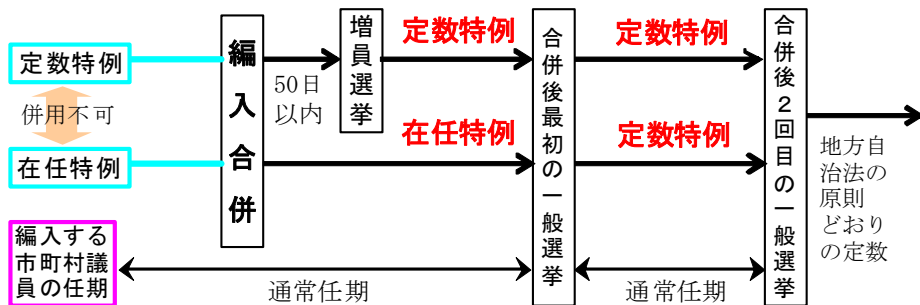 定数特例
併用不可
在任特例
編入する
市町村議
員の任期
編入合併
50日
以内
増員選挙
定数特例
在任特例
合併後最初の一般選挙
定数特例
定数特例
合併後２回目の一般選挙
地方自
治法の
原則
どおり
の定数
通常任期
通常任期